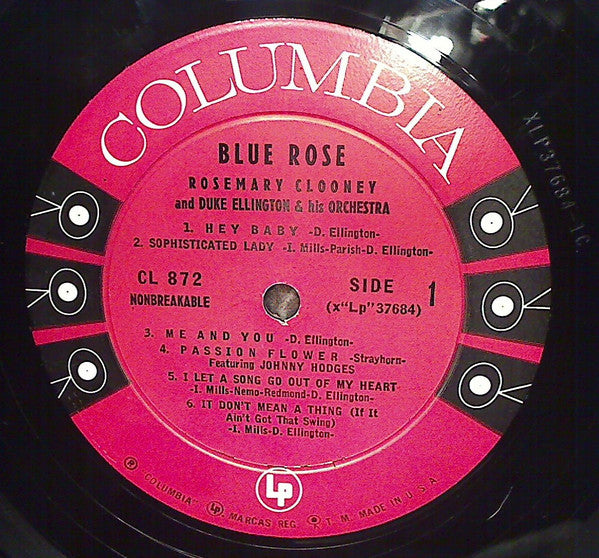 COLUMBIA
BLUE ROSE
ROSEMARY CLOONEY
and DUKE ELLINGTON & his ORCHESTRA
1. HEY BABY -D. Ellington-
2. SOPHISTICATED LADY -I. Mills-Parish-D. Ellington-
CL 872
NONBREAKABLE
SIDE 1
(x"Lp"37684)
3. ME AND YOU -D. Ellington-
4. PASSION FLOWER -Strayhorn-
Featuring JOHNNY HODGES
5. I LET A SONG GO OUT OF MY HEART
-I. Mills-Nemo-Redmond-D. Ellington-
6. IT DON'T MEAN A THING (If It
Ain't Got That Swing)
-I. Mills-D. Ellington-
Lp
® "COLUMBIA" Lp MARCAS REG. ® T. M. MADE IN U. S. A.
XLP37684-1C